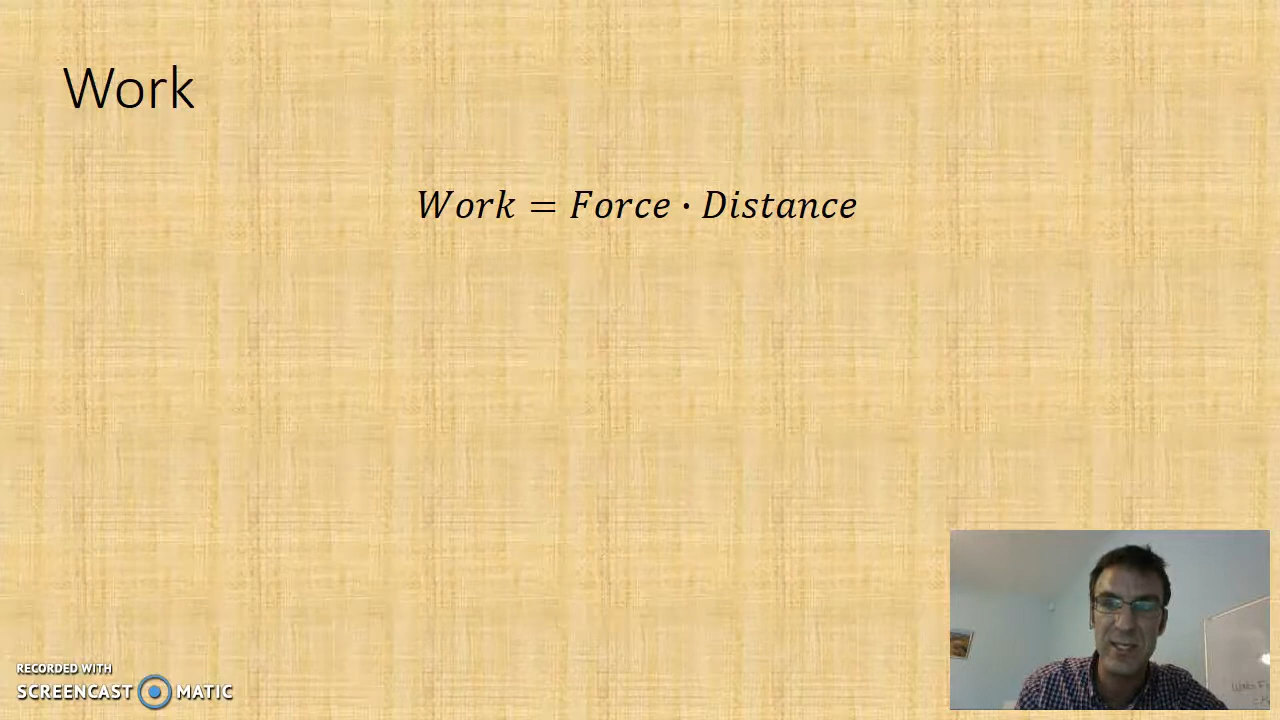 Work
Work = Force · Distance
RECORDED WITH
SCREENCAST MATIC